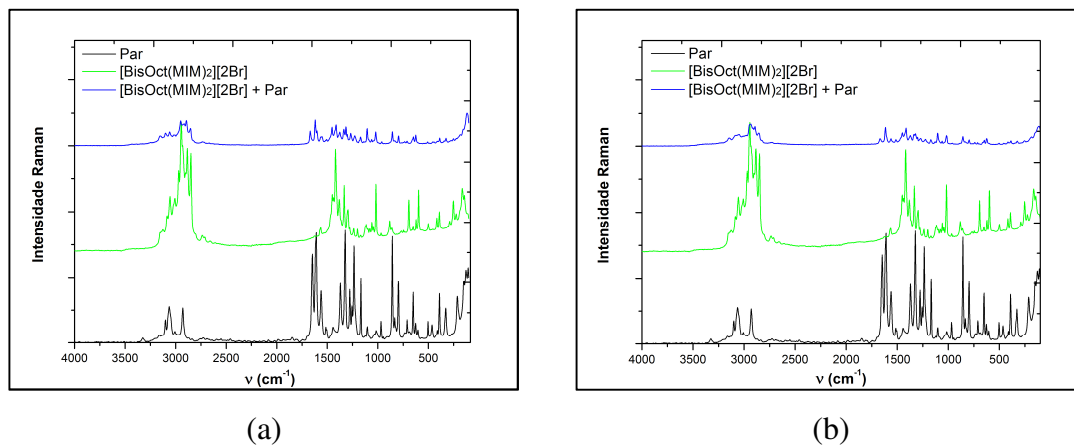 Par
[BisOct(MIM)2][2Br]
[BisOct(MIM)2][2Br] + Par
Intensidade Raman
4000 3500 3000 2500 2000 1500 1000 500
ν (cm-1)
(a)
Par
[BisOct(MIM)2][2Br]
[BisOct(MIM)2][2Br] + Par
Intensidade Raman
4000 3500 3000 2500 2000 1500 1000 500
ν (cm-1)
(b)